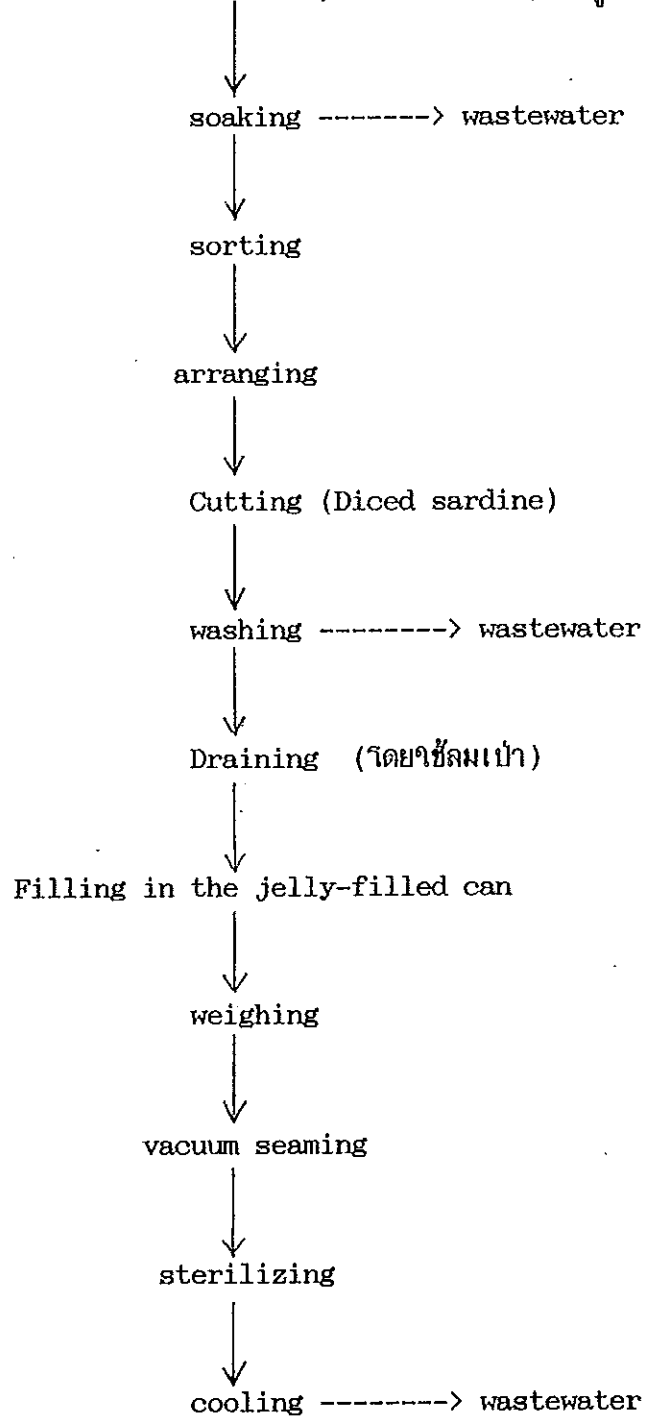 soaking -------> wastewater
sorting
arranging
Cutting (Diced sardine)
washing --------> wastewater
Draining (โดยใช้ลมเป่า)
Filling in the jelly-filled can
weighing
vacuum seaming
sterilizing
cooling --------> wastewater